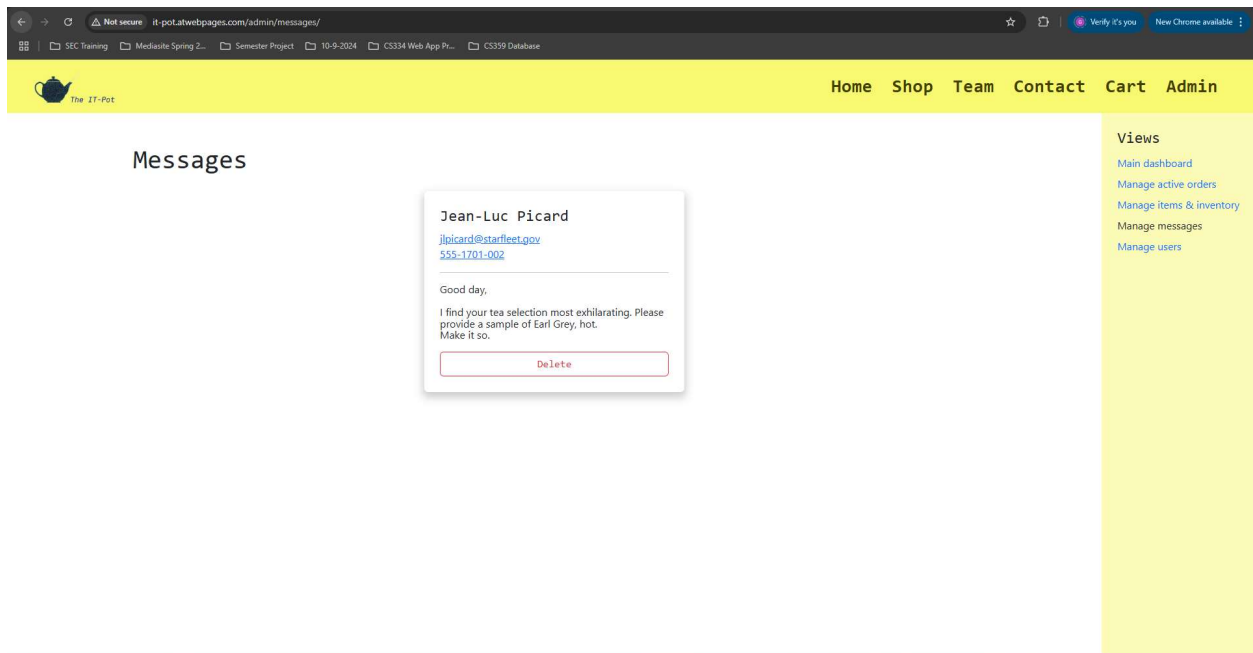 Not secure it-pot.atwebpages.com/admin/messages/ Verify it's you New Chrome available
SEC Training Mediasite Spring 2... Semester Project 10-9-2024 CS334 Web App Pr... CS359 Database
The IT-Pot Home Shop Team Contact Cart Admin
Messages
Jean-Luc Picard
jlpicard@starfleet.gov
555-1701-002
Good day,
I find your tea selection most exhilarating. Please
provide a sample of Earl Grey, hot.
Make it so.
Delete
Views
Main dashboard
Manage active orders
Manage items & inventory
Manage messages
Manage users